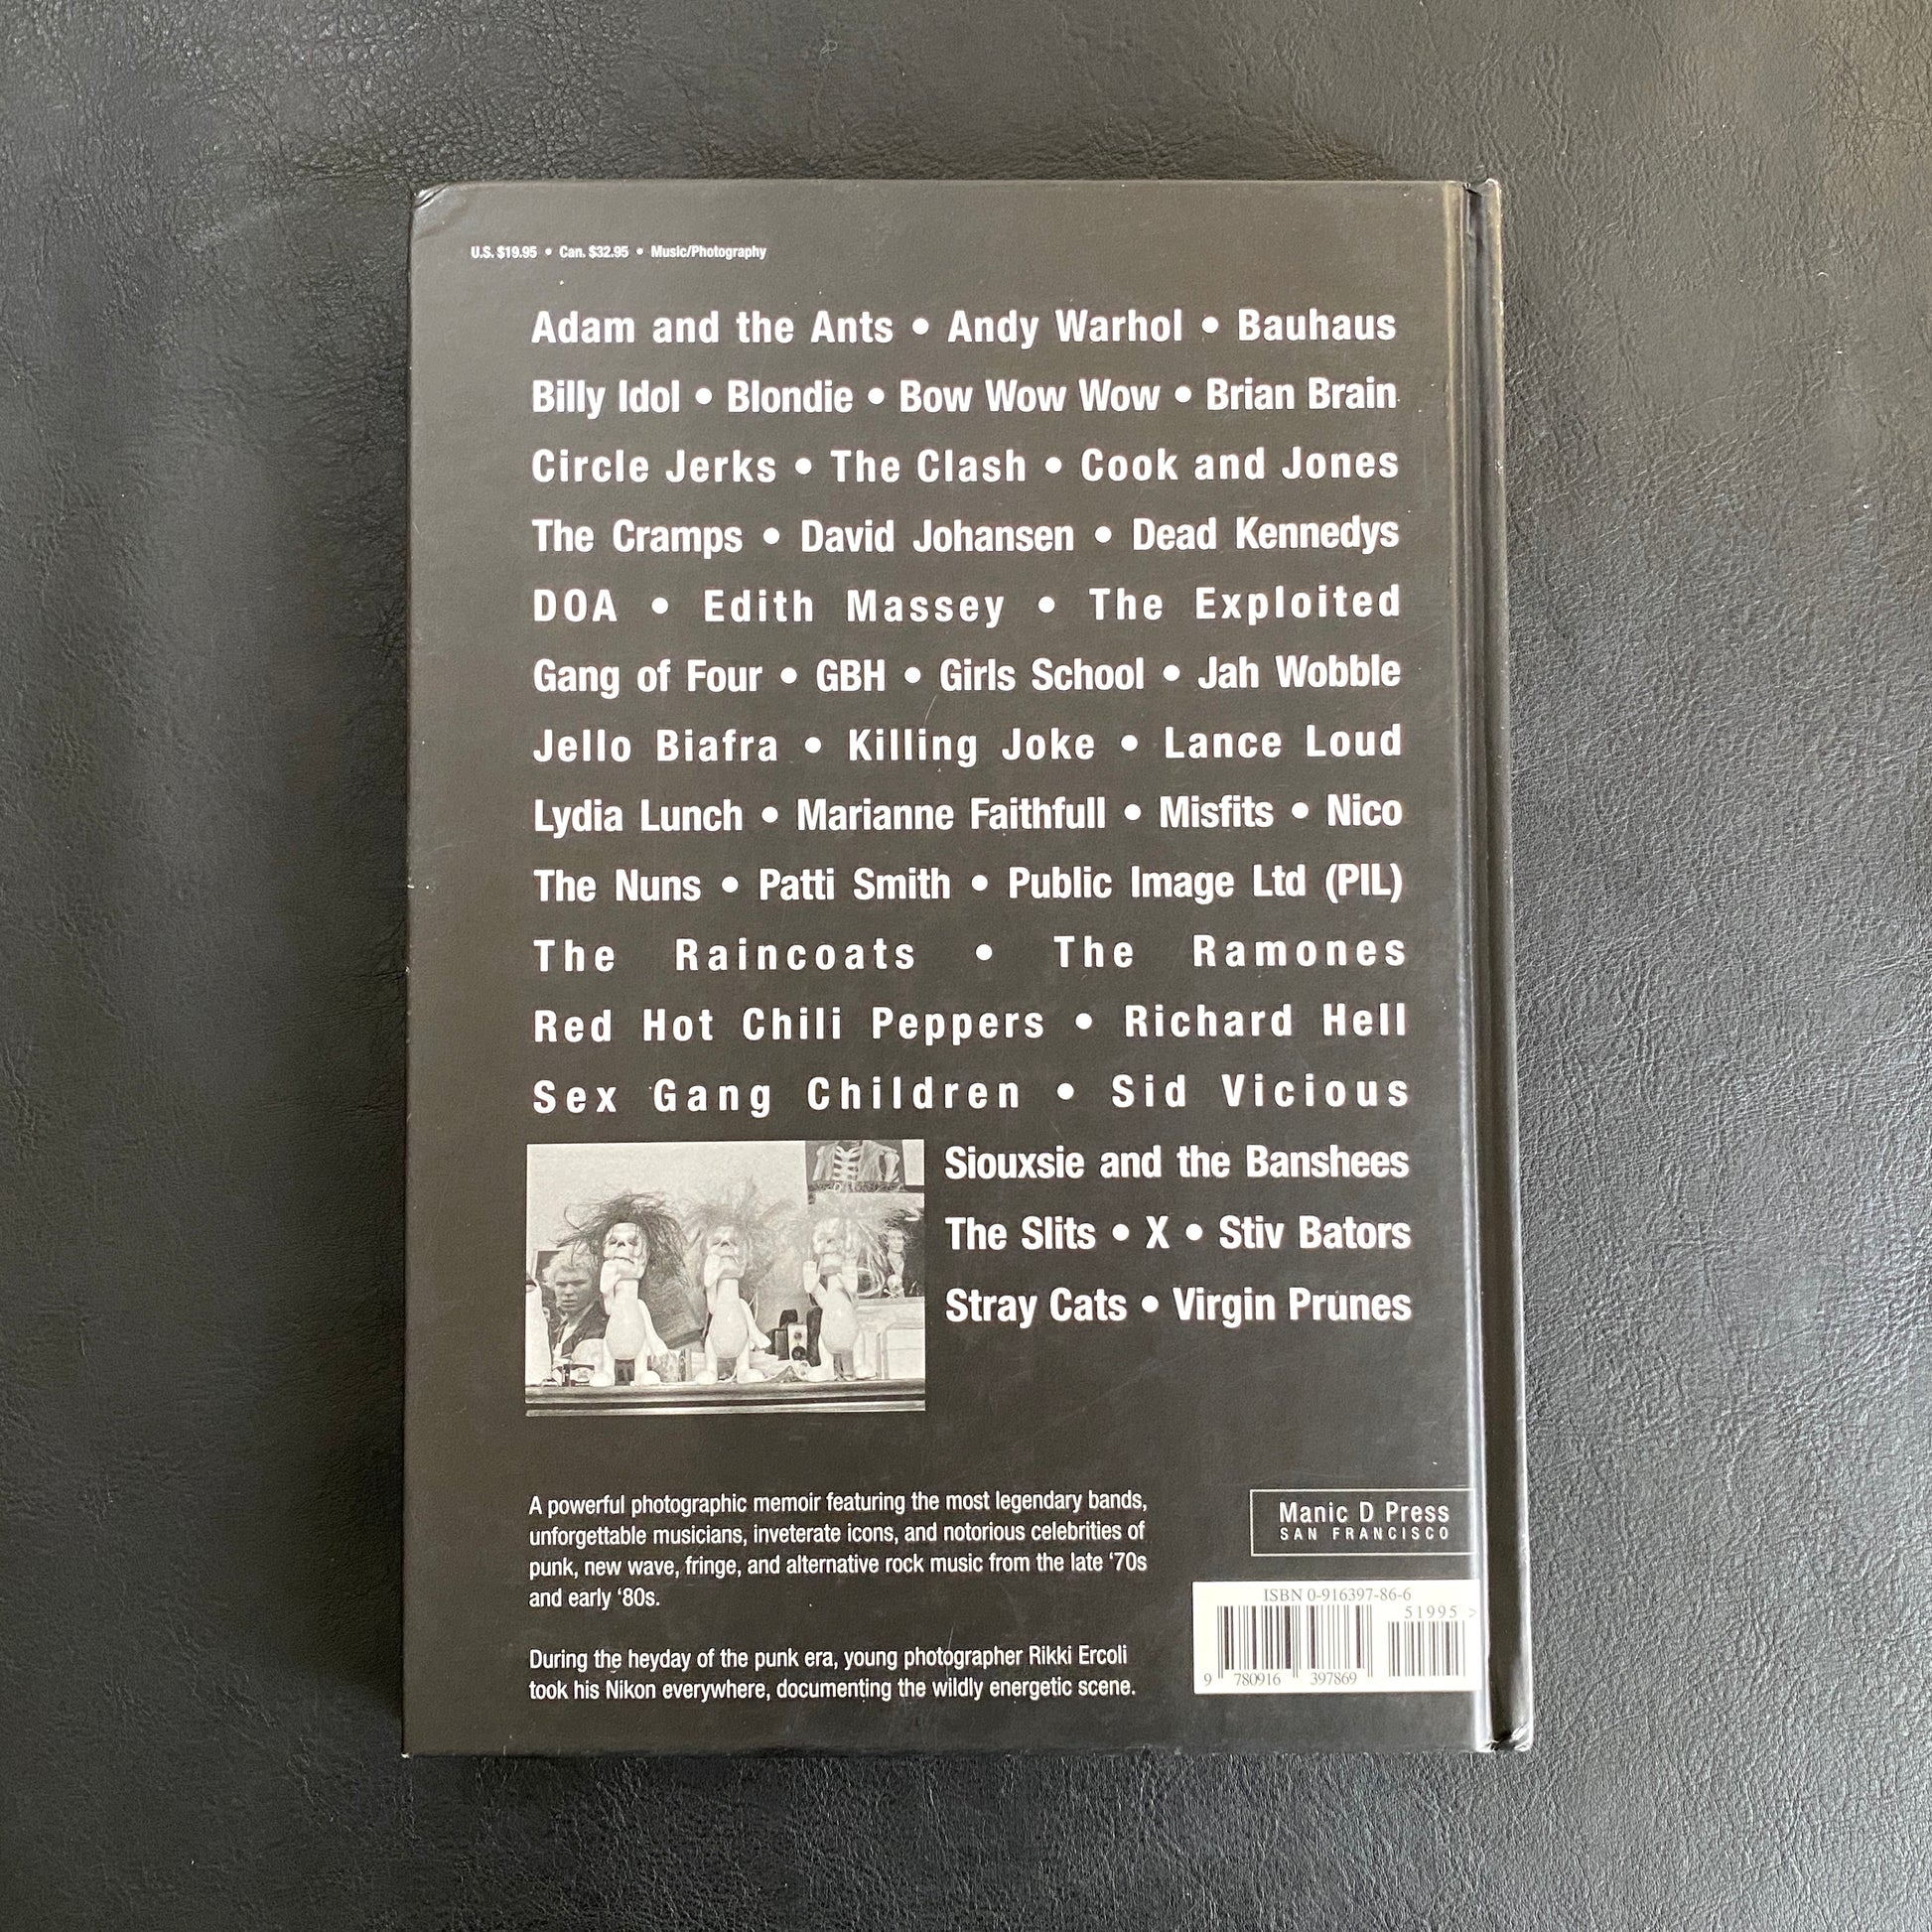 U.S. $19.95 • Can. $32.95 • Music/Photography
Adam and the Ants • Andy Warhol • Bauhaus
Billy Idol • Blondie • Bow Wow Wow • Brian Brain
Circle Jerks • The Clash • Cook and Jones
The Cramps • David Johansen • Dead Kennedys
DOA • Edith Massey • The Exploited
Gang of Four • GBH • Girls School • Jah Wobble
Jello Biafra • Killing Joke • Lance Loud
Lydia Lunch • Marianne Faithfull • Misfits • Nico
The Nuns • Patti Smith • Public Image Ltd (PIL)
The Raincoats • The Ramones
Red Hot Chili Peppers • Richard Hell
Sex Gang Children • Sid Vicious
Siouxsie and the Banshees
The Slits • X • Stiv Bators
Stray Cats • Virgin Prunes
A powerful photographic memoir featuring the most legendary bands,
unforgettable musicians, inveterate icons, and notorious celebrities of
punk, new wave, fringe, and alternative rock music from the late ‘70s
and early ‘80s.
During the heyday of the punk era, young photographer Rikki Ercoli
took his Nikon everywhere, documenting the wildly energetic scene.
Manic D Press
SAN FRANCISCO
ISBN 0-916397-86-6
51995 >
9 780916 397869